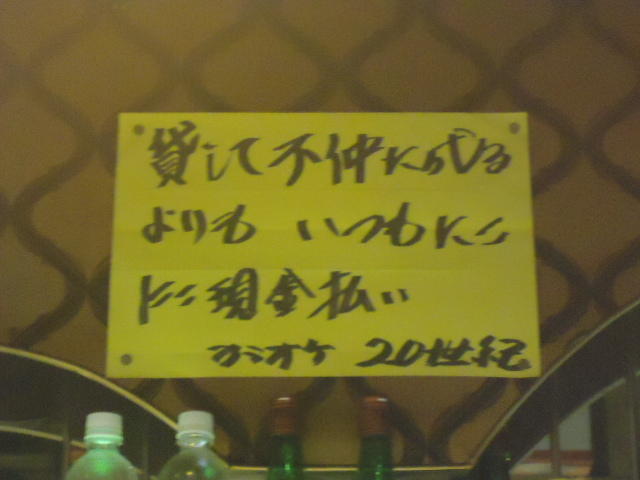 貸して不仲に成る
よりも いつもにこ
にこ現金払い
カラオケ 20世紀